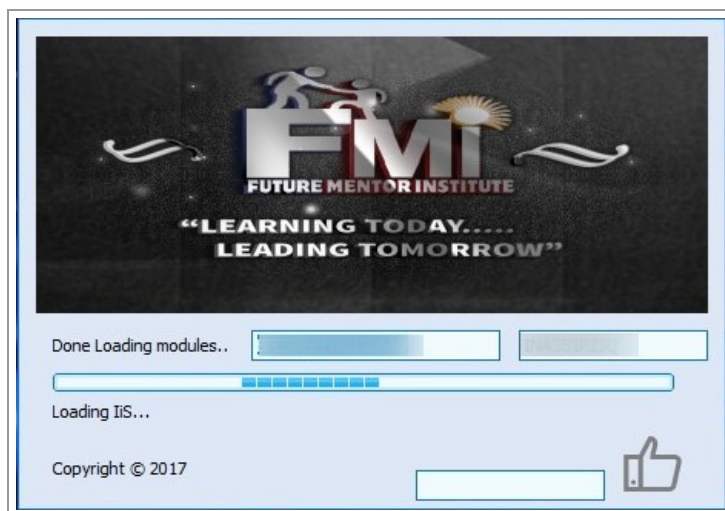 FMi
FUTURE MENTOR INSTITUTE
“LEARNING TODAY.....
LEADING TOMORROW”
Done Loading modules..
Loading IiS...
Copyright © 2017